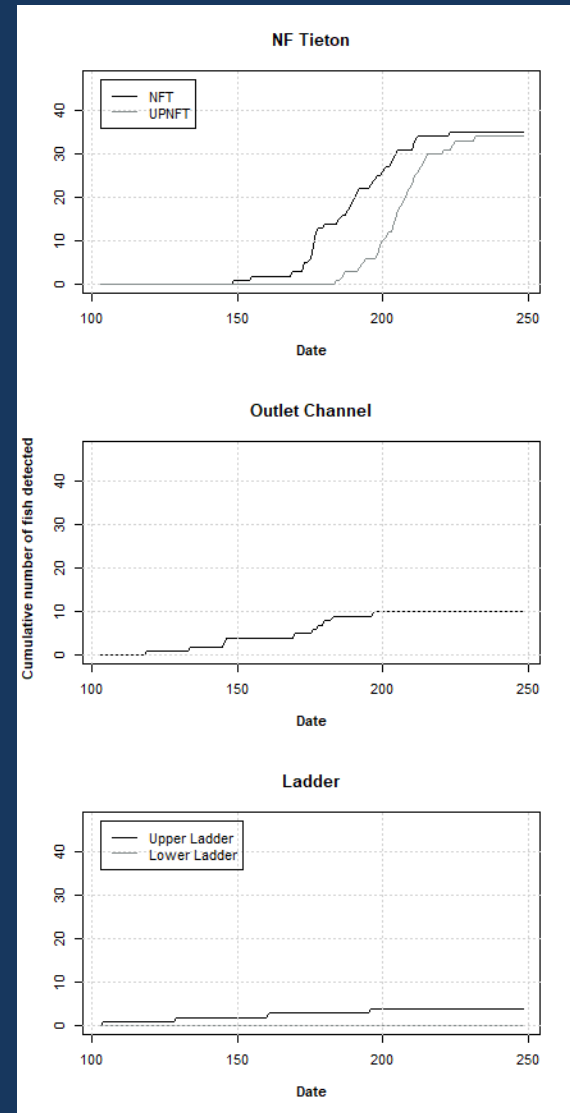 NF Tieton
NFT
UPNFT
40
30
20
10
0
100 150 200 250
Date
Outlet Channel
Cumulative number of fish detected
40
30
20
10
0
100 150 200 250
Date
Ladder
Upper Ladder
Lower Ladder
40
30
20
10
0
100 150 200 250
Date